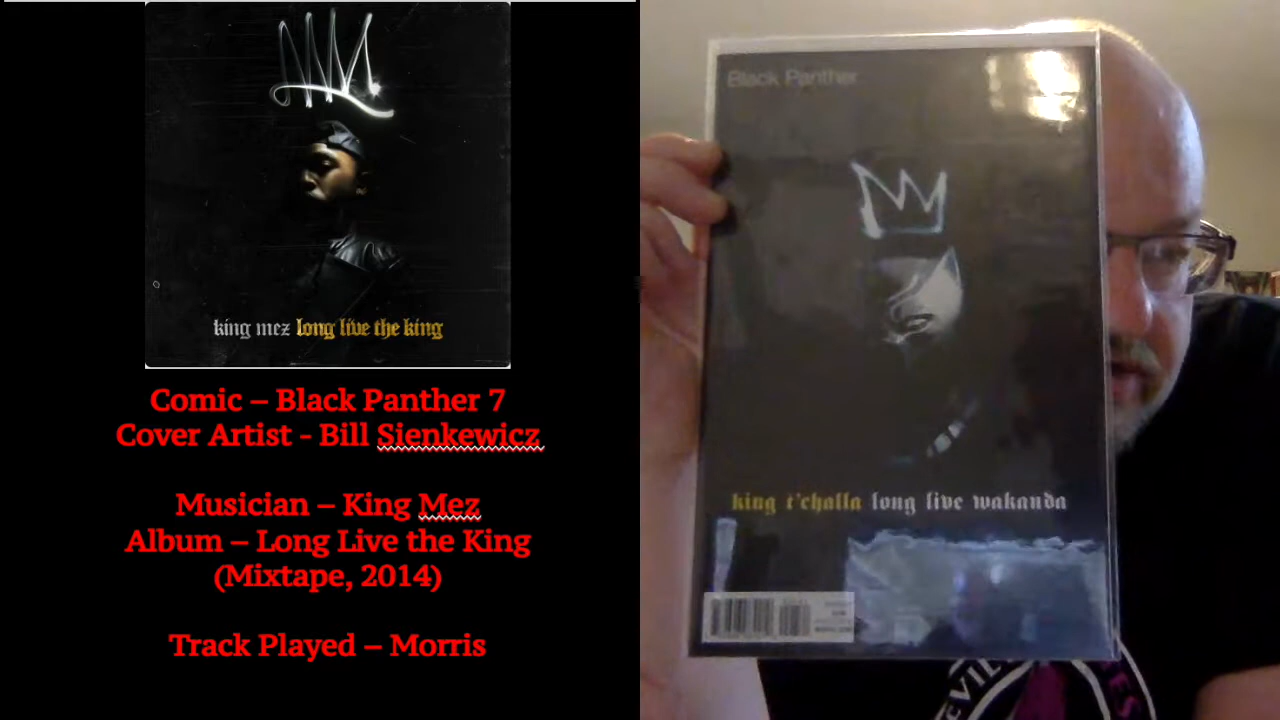 king mez long live the king
Comic – Black Panther 7
Cover Artist - Bill Sienkewicz
Musician – King Mez
Album – Long Live the King
(Mixtape, 2014)
Track Played – Morris
Black Panther
king t'challa long live wakanda